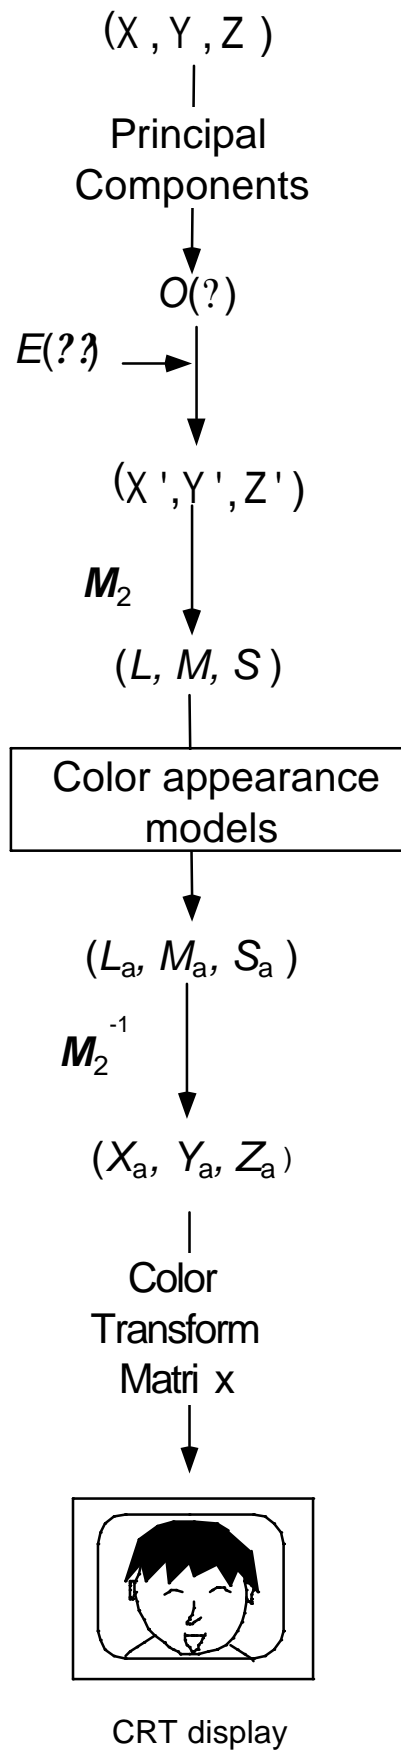 (X , Y , Z )
Principal
Components
O(?)
E(??)
(X ',Y ', Z ')
M2
(L, M, S )
Color appearance
models
(La, Ma, Sa )
M2-1
(Xa, Ya, Za )
Color
Transform
Matri x
CRT display